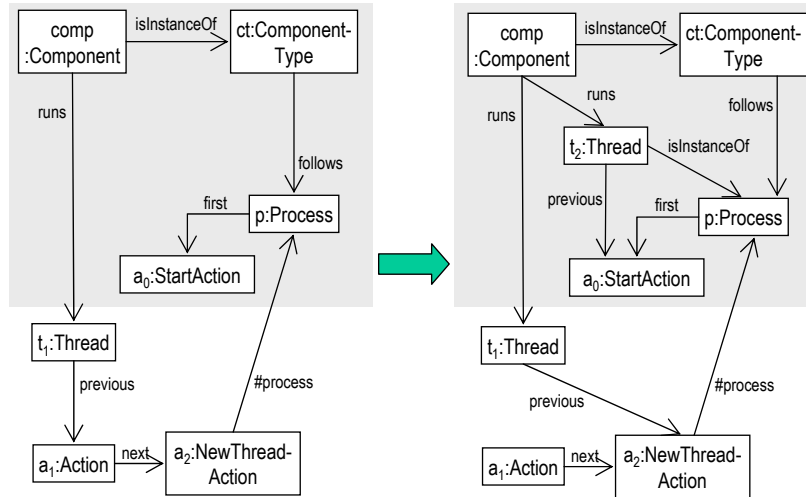 comp
:Component
isInstanceOf
ct:Component-
Type
runs
follows
first
p:Process
a0:StartAction
t1:Thread
previous
#process
a1:Action
next
a2:NewThread-
Action
comp
:Component
isInstanceOf
ct:Component-
Type
runs
runs
follows
t2:Thread
isInstanceOf
previous
first
p:Process
a0:StartAction
t1:Thread
#process
previous
a1:Action
next
a2:NewThread-
Action